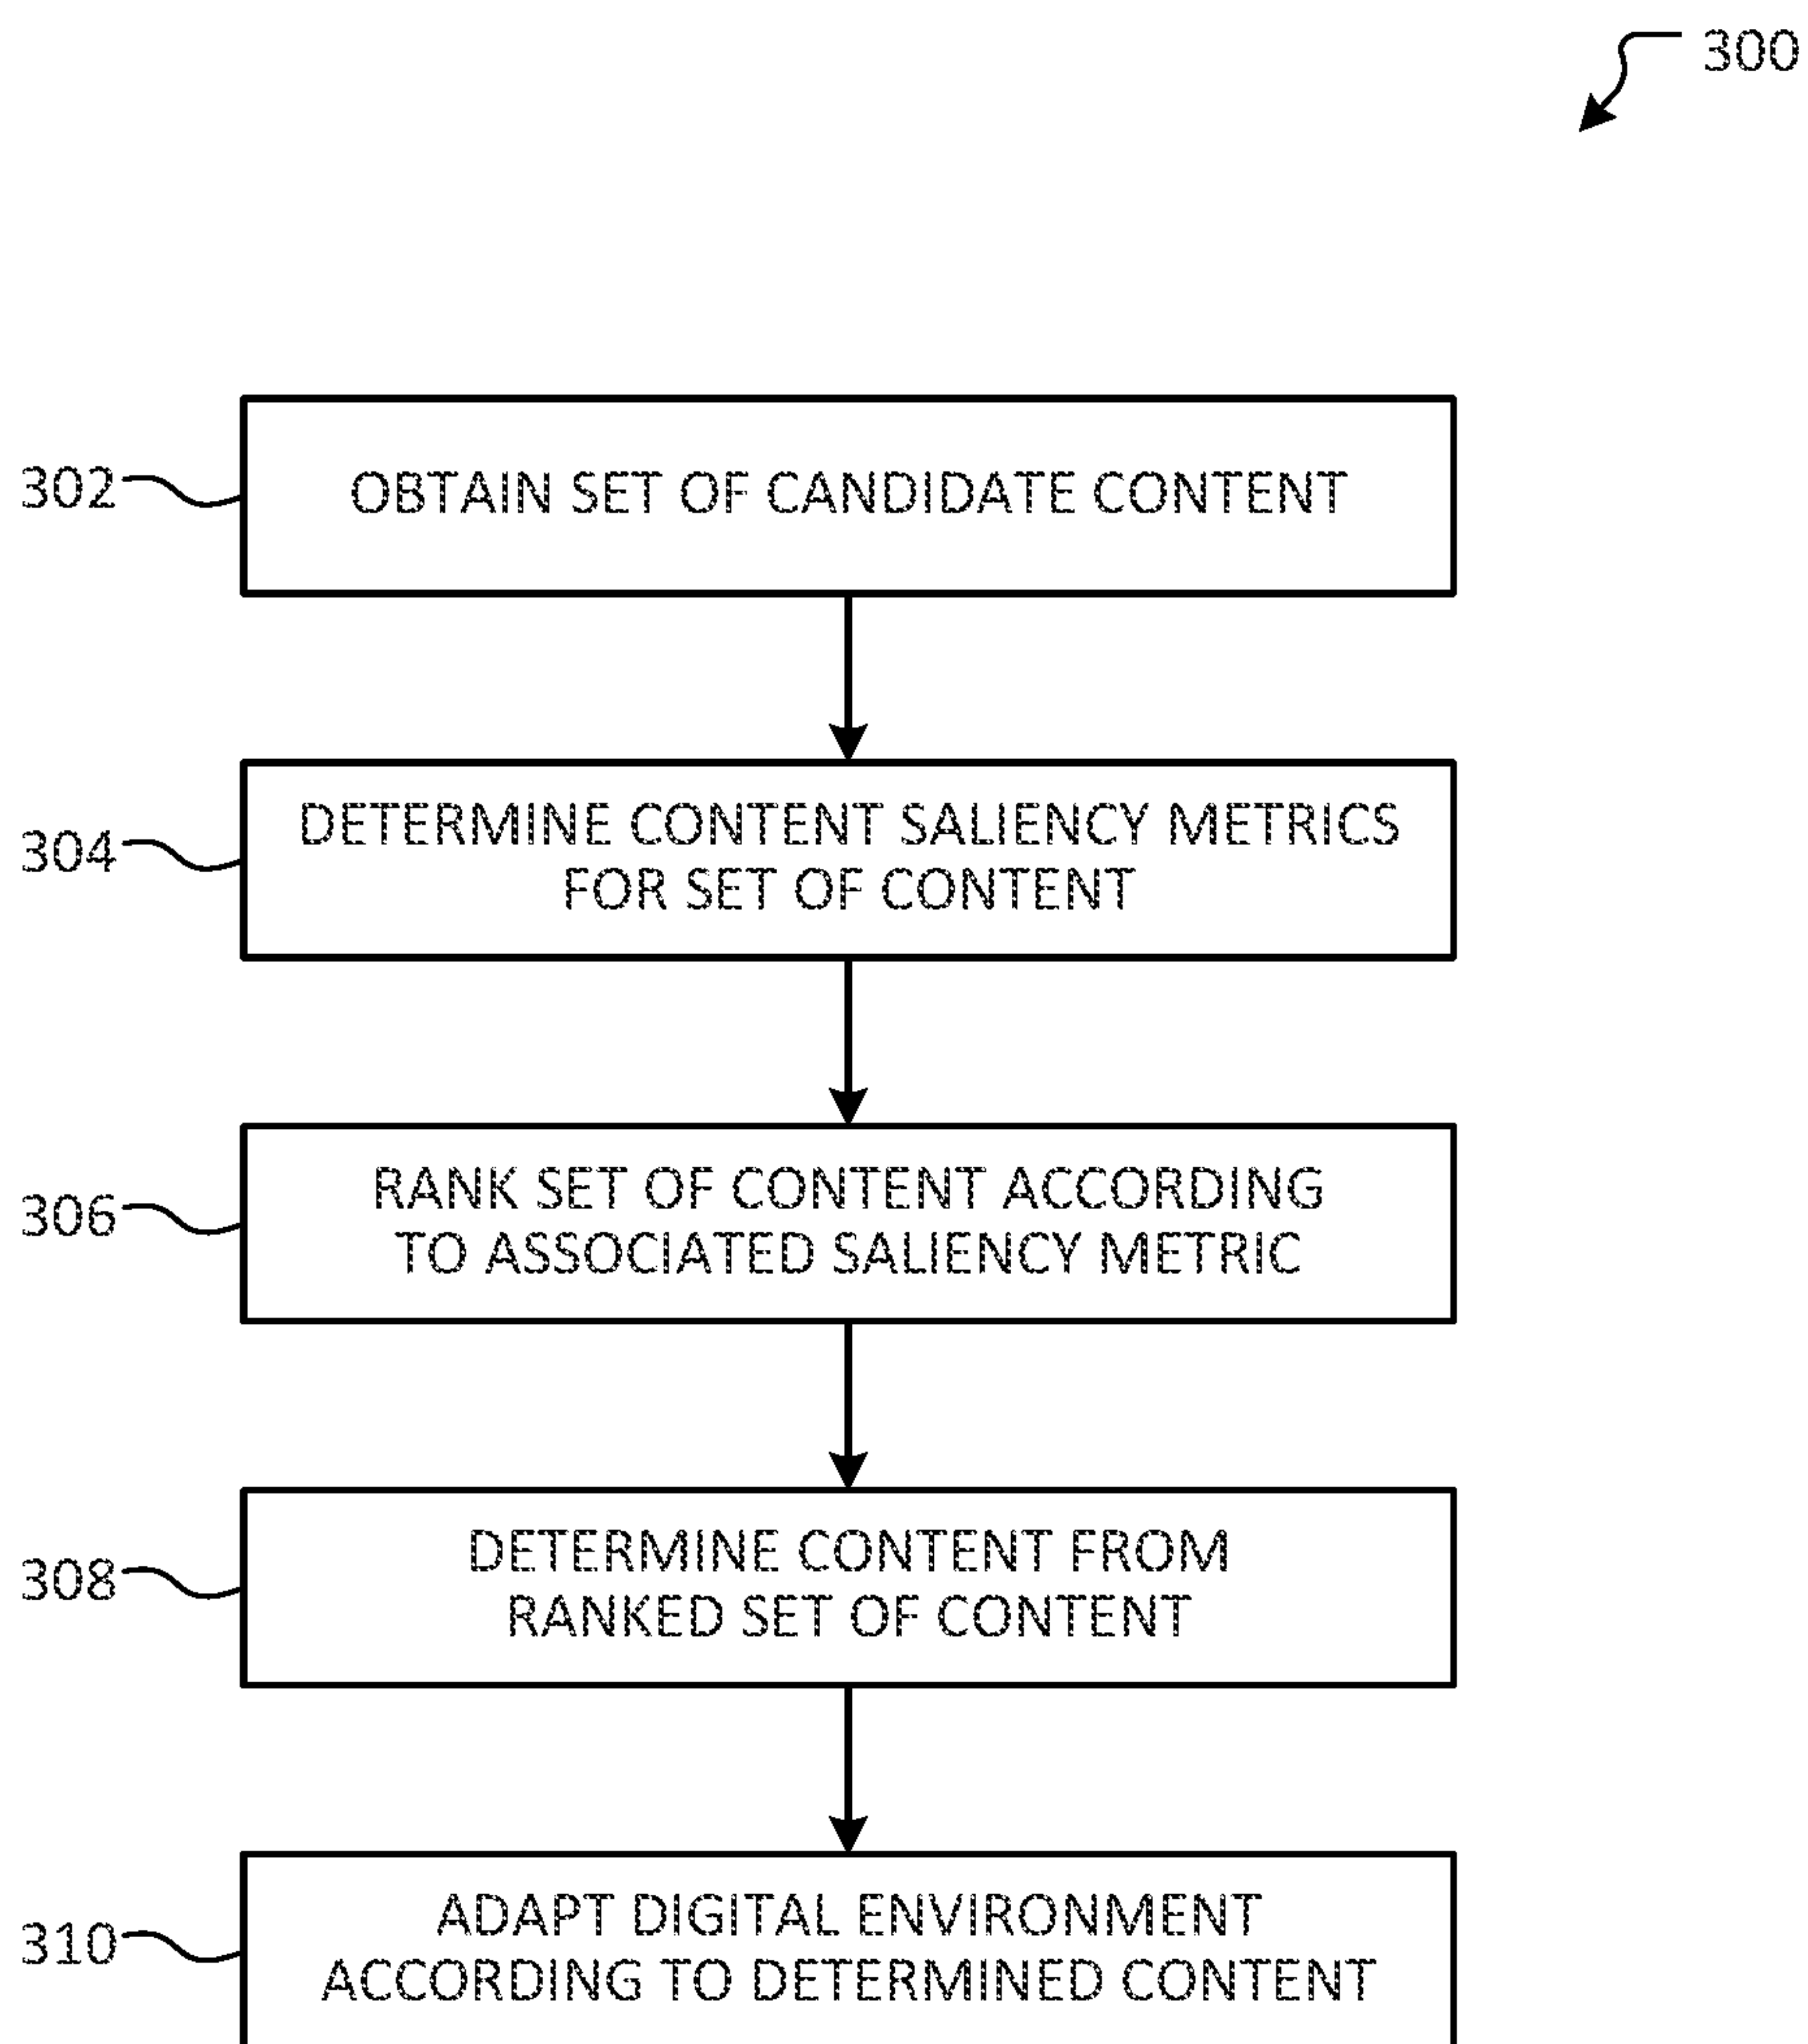 300
302
OBTAIN SET OF CANDIDATE CONTENT
304
DETERMINE CONTENT SALIENCY METRICS
FOR SET OF CONTENT
306
RANK SET OF CONTENT ACCORDING
TO ASSOCIATED SALIENCY METRIC
308
DETERMINE CONTENT FROM
RANKED SET OF CONTENT
310
ADAPT DIGITAL ENVIRONMENT
ACCORDING TO DETERMINED CONTENT